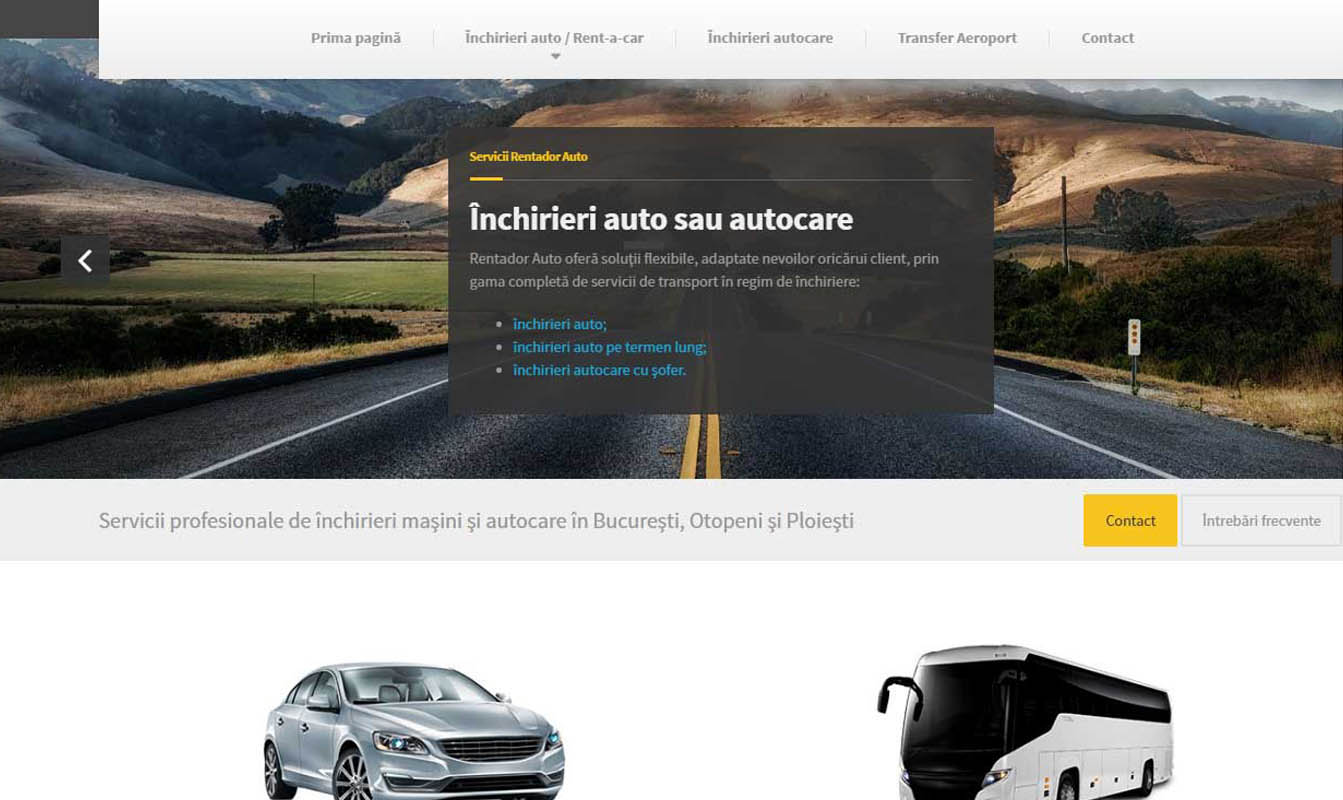 Prima pagină
Închirieri auto / Rent-a-car
Închirieri autocare
Transfer Aeroport
Contact
Servicii Rentador Auto
Închirieri auto sau autocare
Rentador Auto oferă soluţii flexibile, adaptate nevoilor oricărui client, prin
gama completă de servicii de transport în regim de închiriere:
închirieri auto;
închirieri auto pe termen lung;
închirieri autocare cu şofer.
Servicii profesionale de închirieri maşini şi autocare în Bucureşti, Otopeni şi Ploieşti
Contact
Întrebări frecvente